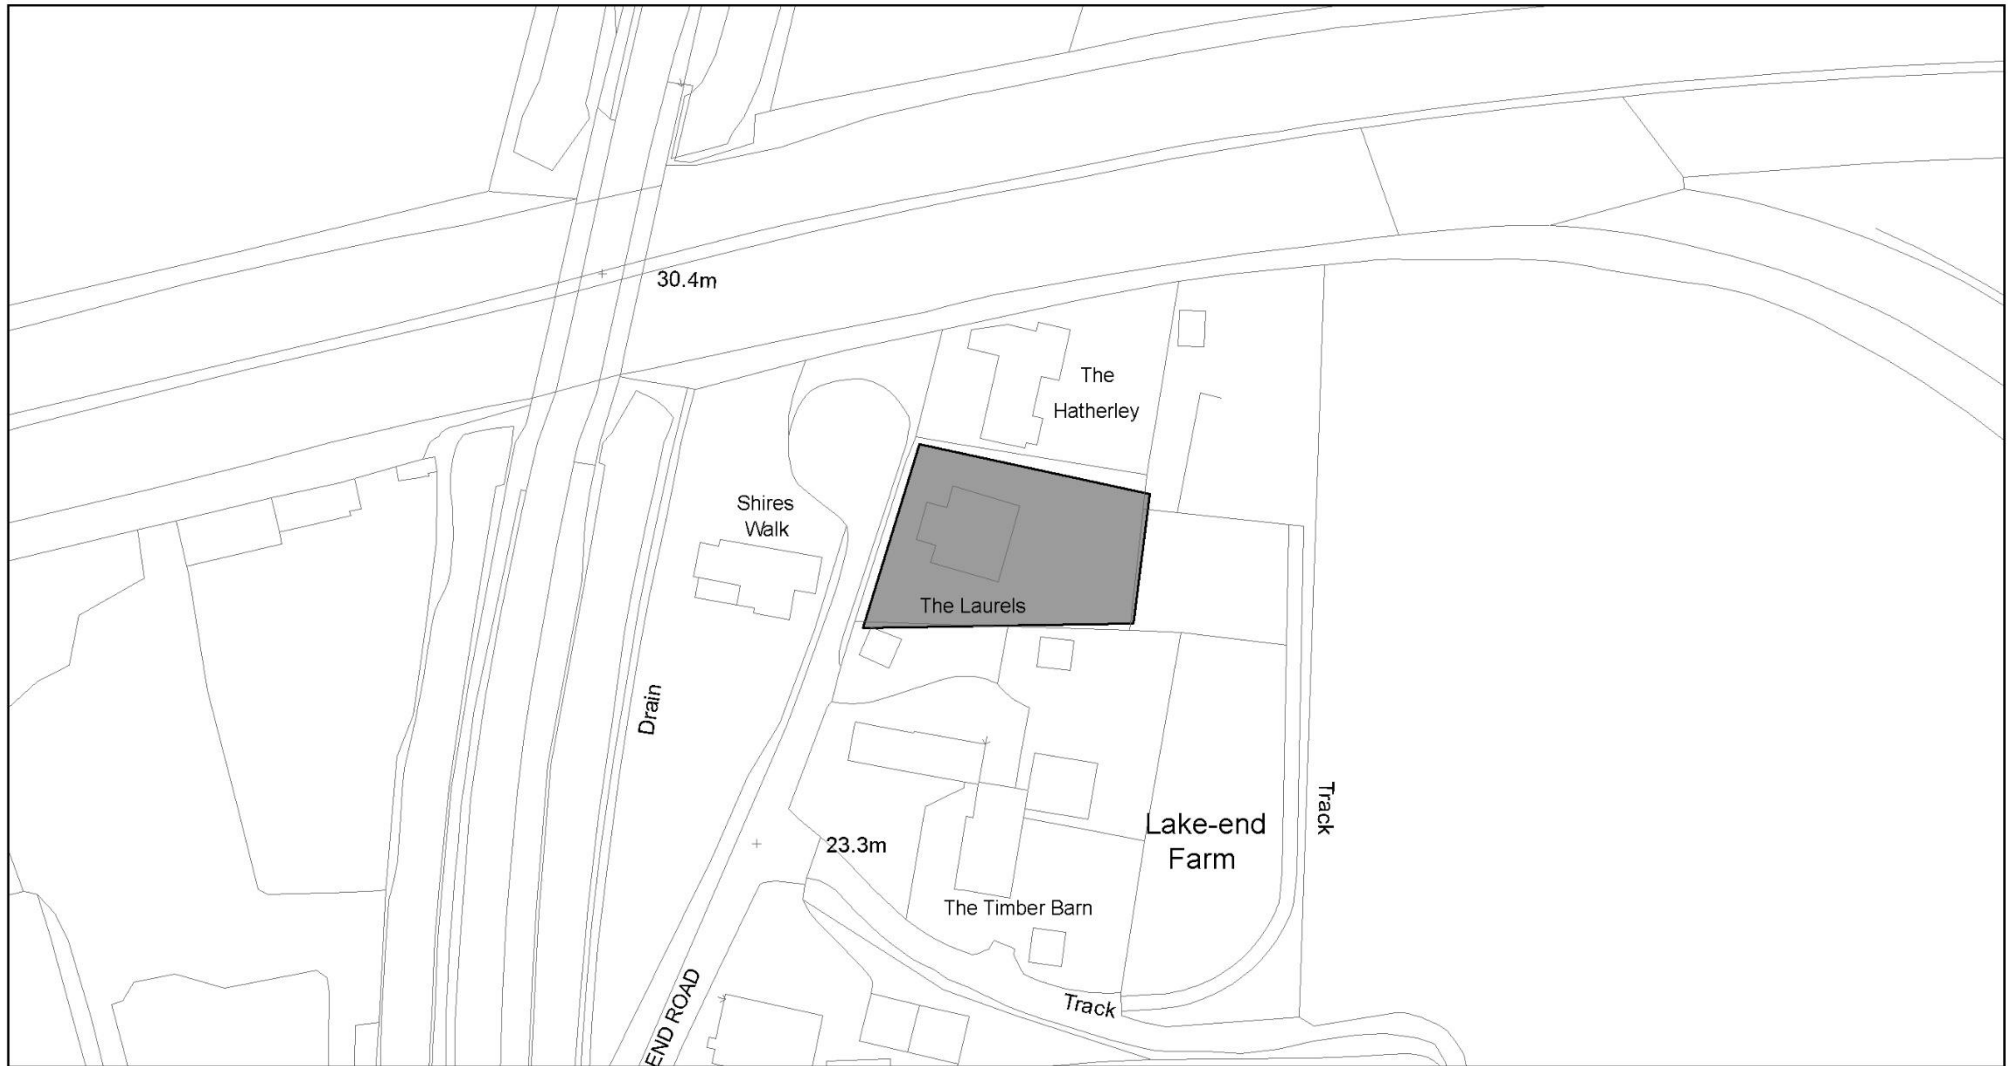 30.4m
The
Hatherley
Shires
Walk
The Laurels
Drain
Track
Lake-end
Farm
23.3m
The Timber Barn
Track
END ROAD